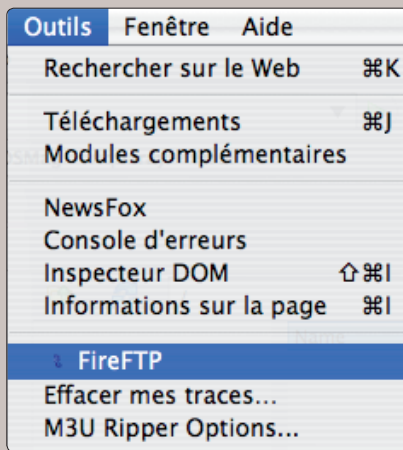 Outils Fenêtre Aide
Rechercher sur le Web ⌘K
Téléchargements ⌘J
Modules complémentaires
NewsFox
Console d'erreurs
Inspecteur DOM ⇧⌘I
Informations sur la page ⌘I
Name
FireFTP
Effacer mes traces...
M3U Ripper Options...